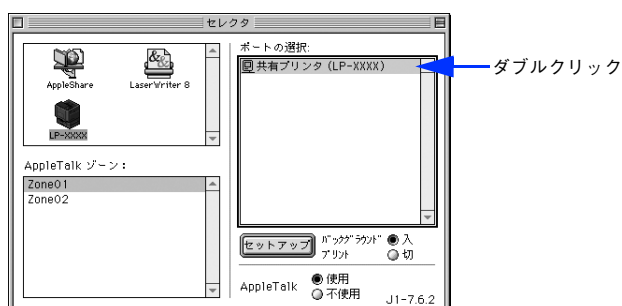 セレクタ
ポートの選択:
共有プリンタ (LP-XXXX)
ダブルクリック
AppleShare
LaserWriter 8
LP-XXXX
AppleTalk ゾーン：
Zone01
Zone02
セットアップ
バックグラウンド
プリント
入
切
AppleTalk
使用
不使用
J1-7.6.2